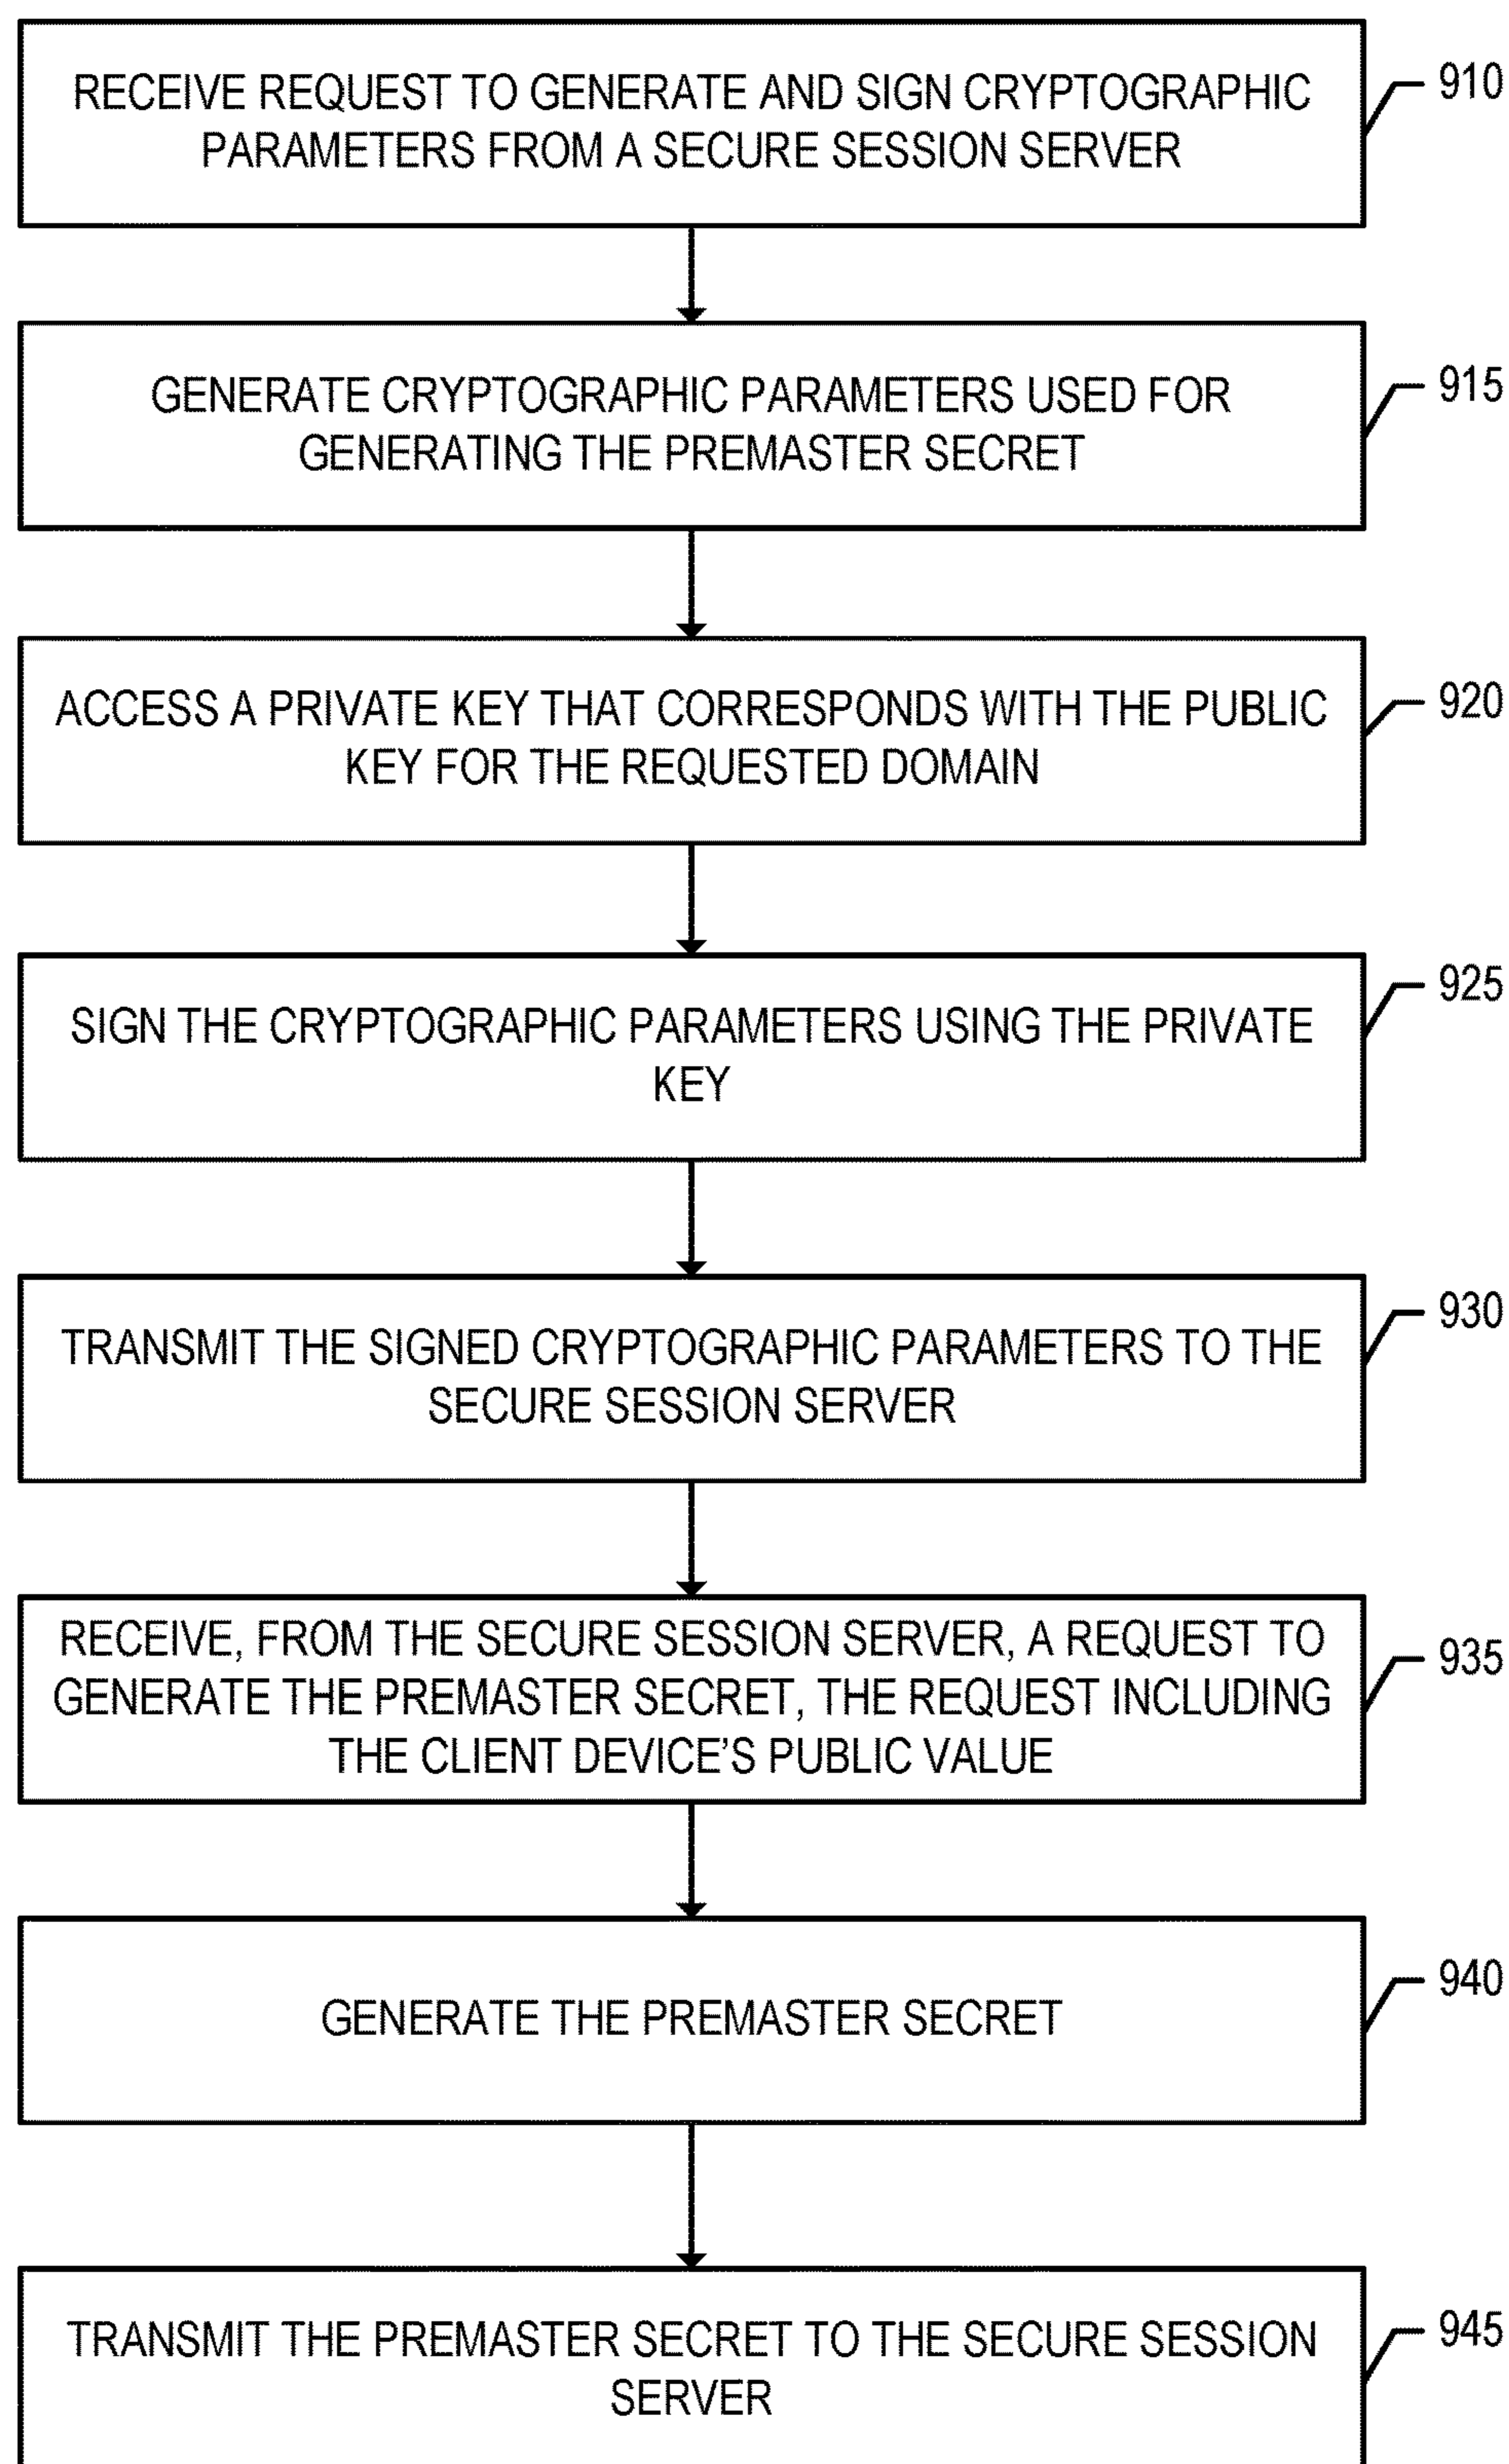 RECEIVE REQUEST TO GENERATE AND SIGN CRYPTOGRAPHIC
PARAMETERS FROM A SECURE SESSION SERVER
910
GENERATE CRYPTOGRAPHIC PARAMETERS USED FOR
GENERATING THE PREMASTER SECRET
915
ACCESS A PRIVATE KEY THAT CORRESPONDS WITH THE PUBLIC
KEY FOR THE REQUESTED DOMAIN
920
SIGN THE CRYPTOGRAPHIC PARAMETERS USING THE PRIVATE
KEY
925
TRANSMIT THE SIGNED CRYPTOGRAPHIC PARAMETERS TO THE
SECURE SESSION SERVER
930
RECEIVE, FROM THE SECURE SESSION SERVER, A REQUEST TO
GENERATE THE PREMASTER SECRET, THE REQUEST INCLUDING
THE CLIENT DEVICE'S PUBLIC VALUE
935
GENERATE THE PREMASTER SECRET
940
TRANSMIT THE PREMASTER SECRET TO THE SECURE SESSION
SERVER
945